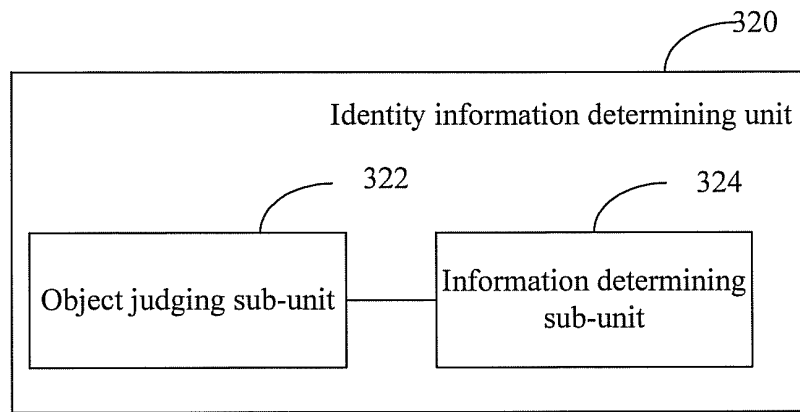 320
Identity information determining unit
322
324
Object judging sub-unit
Information determining
sub-unit